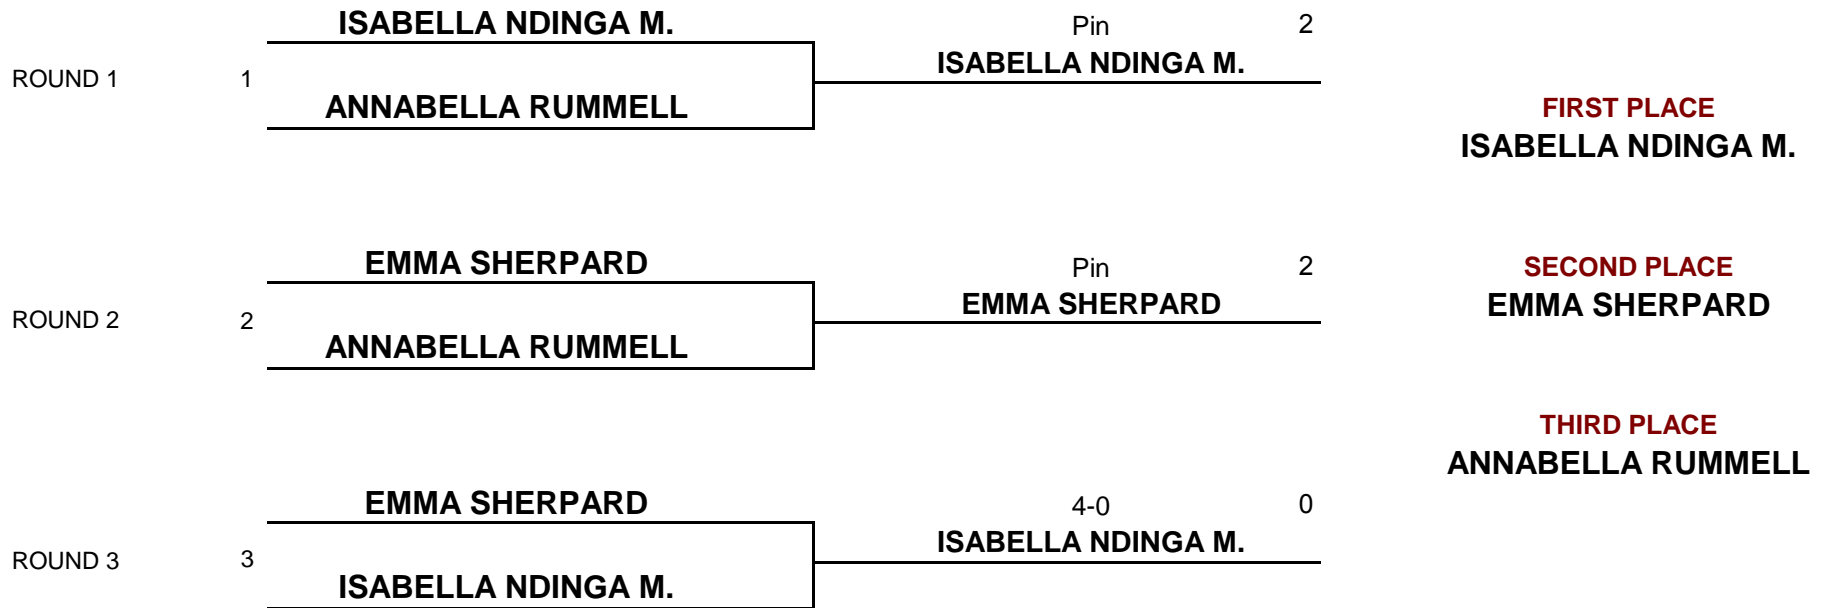 ISABELLA NDINGA M.
Pin 2
ROUND 1 1 ISABELLA NDINGA M.
ANNABELLA RUMMELL
FIRST PLACE
ISABELLA NDINGA M.
EMMA SHERPARD
Pin 2
SECOND PLACE
ROUND 2 2 EMMA SHERPARD
EMMA SHERPARD
ANNABELLA RUMMELL
THIRD PLACE
ANNABELLA RUMMELL
EMMA SHERPARD
4-0 0
ROUND 3 3 ISABELLA NDINGA M.
ISABELLA NDINGA M.